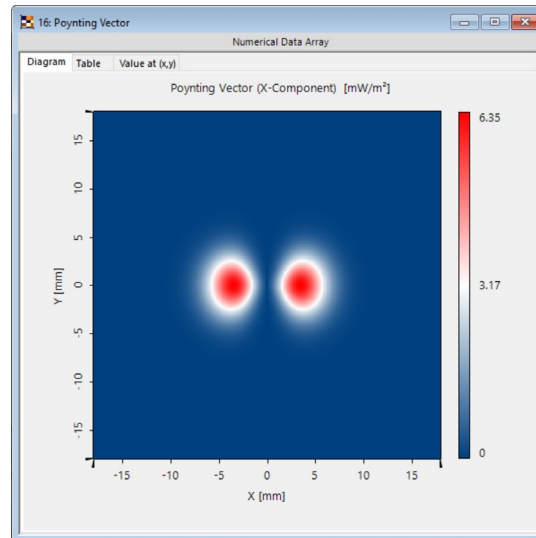 16: Poynting Vector
Numerical Data Array
Diagram Table Value at (x,y)
Poynting Vector (X-Component) [mW/m²]
6.35
3.17
0
Y [mm]
15
10
5
0
-5
-10
-15
-15 -10 -5 0 5 10 15
X [mm]